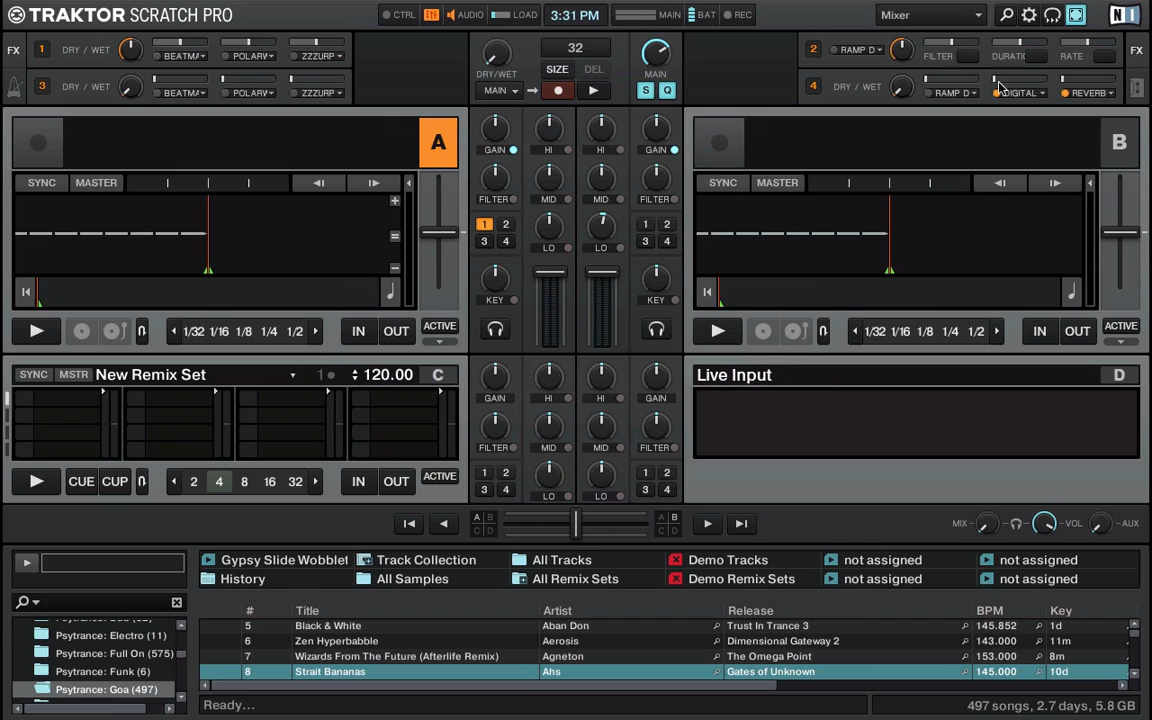 TRAKTOR SCRATCH PRO
CTRL AUDIO LOAD 3:31 PM MAIN BAT REC Mixer
FX 1 DRY / WET BEATMA POLARV ZZZURP
3 DRY / WET BEATMA POLARV ZZZURP
32
DRY/WET SIZE DEL MAIN
MAIN S Q
2 RAMP D FILTER DURATIO RATE FX
4 DRY / WET RAMP D DIGITAL REVERB
A
SYNC MASTER
+
=
−
1/32 1/16 1/8 1/4 1/2 IN OUT ACTIVE
GAIN HI HI GAIN
FILTER MID MID FILTER
1 2 1 2
3 4 LO LO 3 4
KEY KEY
B
SYNC MASTER
1/32 1/16 1/8 1/4 1/2 IN OUT ACTIVE
SYNC MSTR New Remix Set 1 120.00 C
CUE CUP 2 4 8 16 32 IN OUT ACTIVE
GAIN HI HI GAIN
FILTER MID MID FILTER
1 2 1 2
3 4 LO LO 3 4
Live Input D
A B A B
C D C D
MIX VOL AUX
Gypsy Slide Wobblet Track Collection All Tracks Demo Tracks not assigned not assigned
History All Samples All Remix Sets Demo Remix Sets not assigned not assigned
Psytrance: Electro (11)
Psytrance: Full On (575)
Psytrance: Funk (6)
Psytrance: Goa (497)
# Title Artist Release BPM Key
5 Black & White Aban Don Trust In Trance 3 145.852 1d
6 Zen Hyperbabble Aerosis Dimensional Gateway 2 143.000 11m
7 Wizards From The Future (Afterlife Remix) Agneton The Omega Point 153.000 8m
8 Strait Bananas Ahs Gates of Unknown 145.000 10d
Ready... 497 songs, 2.7 days, 5.8 GB